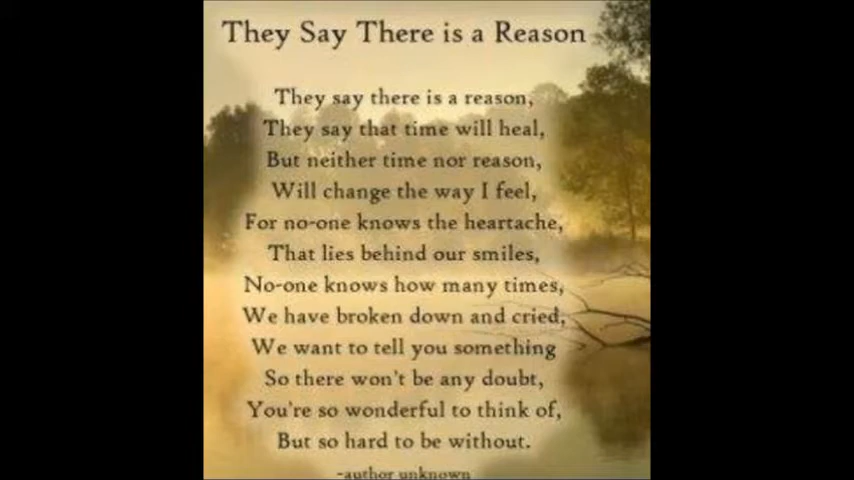 They Say There is a Reason
They say there is a reason,
They say that time will heal,
But neither time nor reason,
Will change the way I feel,
For no-one knows the heartache,
That lies behind our smiles,
No-one knows how many times,
We have broken down and cried,
We want to tell you something
So there won't be any doubt,
You're so wonderful to think of,
But so hard to be without.
-author unknown